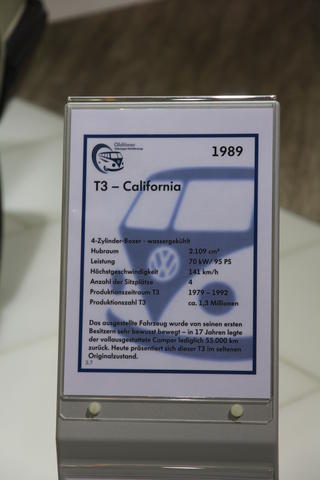 Oldtimer
Volkswagen Nutzfahrzeuge
1989
T3 – California
4-Zylinder-Boxer - wassergekühlt
Hubraum 2.109 cm³
Leistung 70 kW/ 95 PS
Höchstgeschwindigkeit 141 km/h
Anzahl der Sitzplätze 4
Produktionszeitraum T3 1979 – 1992
Produktionszahl T3 ca. 1,3 Millionen
Das ausgestellte Fahrzeug wurde von seinen ersten
Besitzern sehr bewusst bewegt – in 17 Jahren legte
der vollausgestattete Camper lediglich 55.000 km
zurück. Heute präsentiert sich dieser T3 im seltenen
Originalzustand.